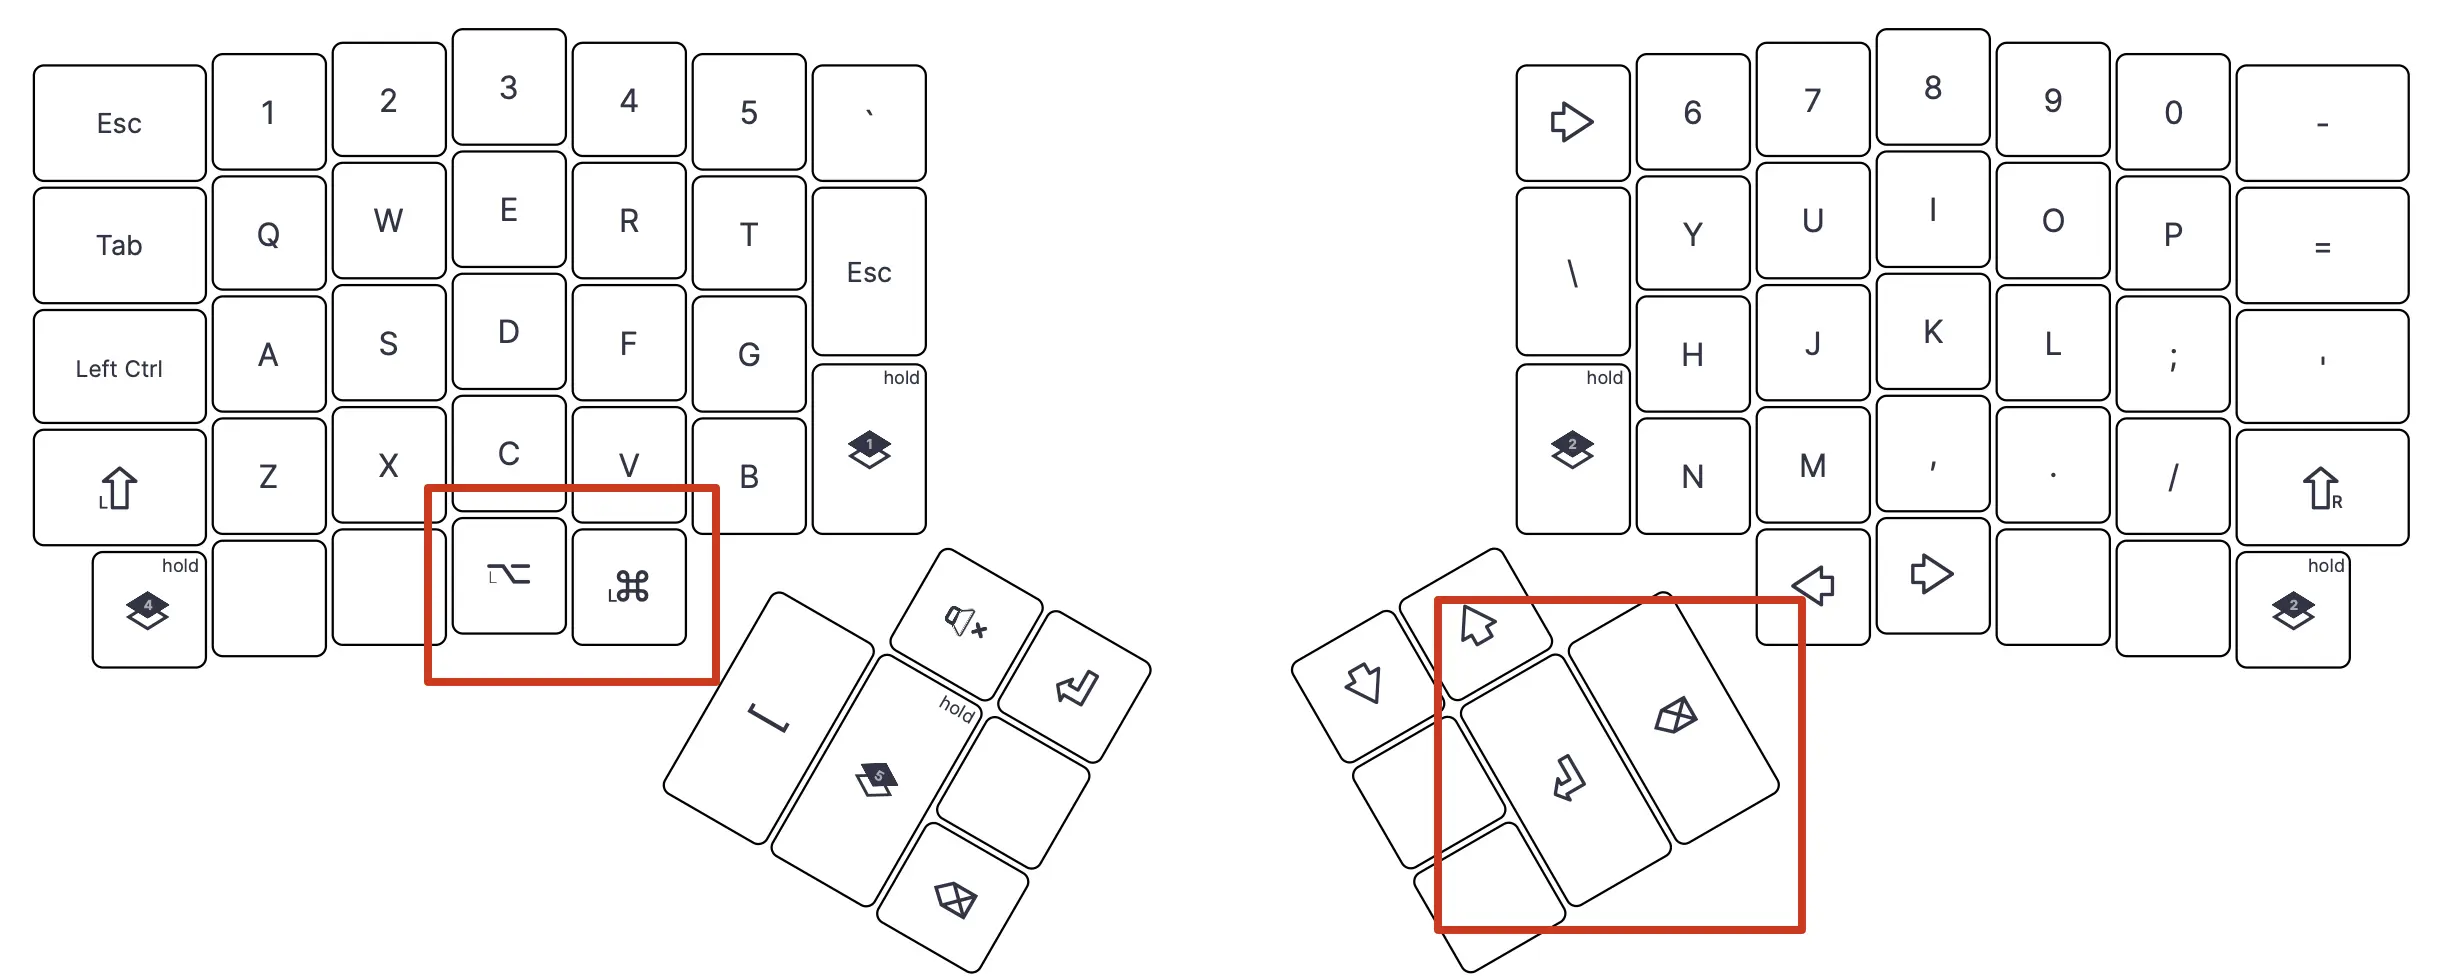 Esc 1 2 3 4 5 `
6 7 8 9 0 -
Tab Q W E R T Esc
\ Y U I O P =
Left Ctrl A S D F G
H J K L ; '
L Z X C V B hold 1
hold 2 N M , . / R
hold 4 L ⌥ L ⌘
hold 2
hold 5